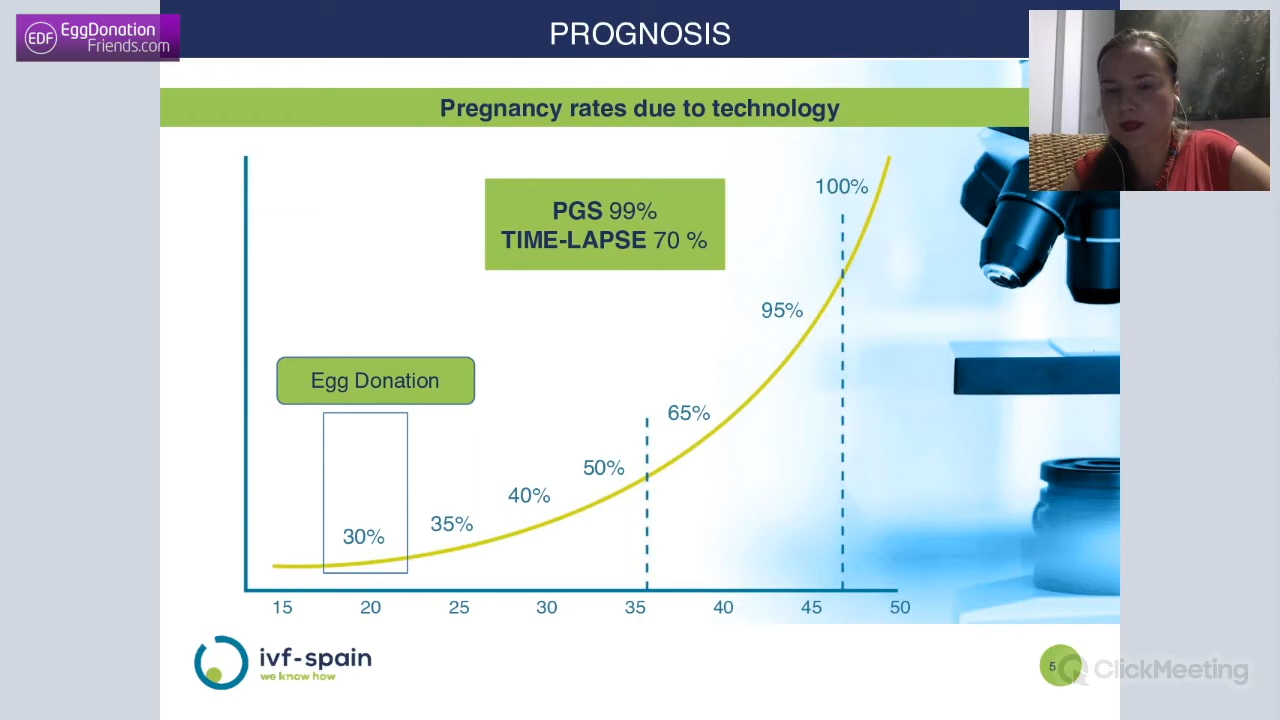 EDF EggDonation
Friends.com
PROGNOSIS
Pregnancy rates due to technology
PGS 99%
TIME-LAPSE 70 %
100%
95%
Egg Donation
65%
50%
40%
35%
30%
15 20 25 30 35 40 45 50
ivf-spain
we know how
5
ClickMeeting